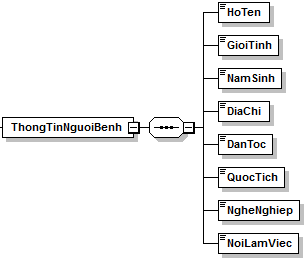 HoTen
GioiTinh
NamSinh
DiaChi
ThongTinNguoiBenh
DanToc
QuocTich
NgheNghiep
NoiLamViec